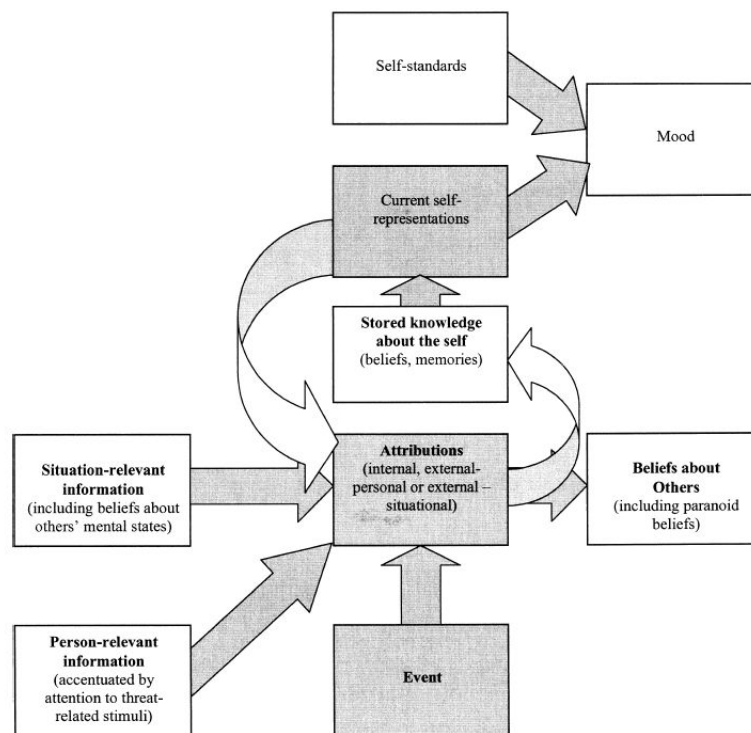 Self-standards
Mood
Current self-
representations
Stored knowledge
about the self
(beliefs, memories)
Situation-relevant
information
(including beliefs about
others' mental states)
Attributions
(internal, external-
personal or external –
situational)
Beliefs about
Others
(including paranoid
beliefs)
Person-relevant
information
(accentuated by
attention to threat-
related stimuli)
Event